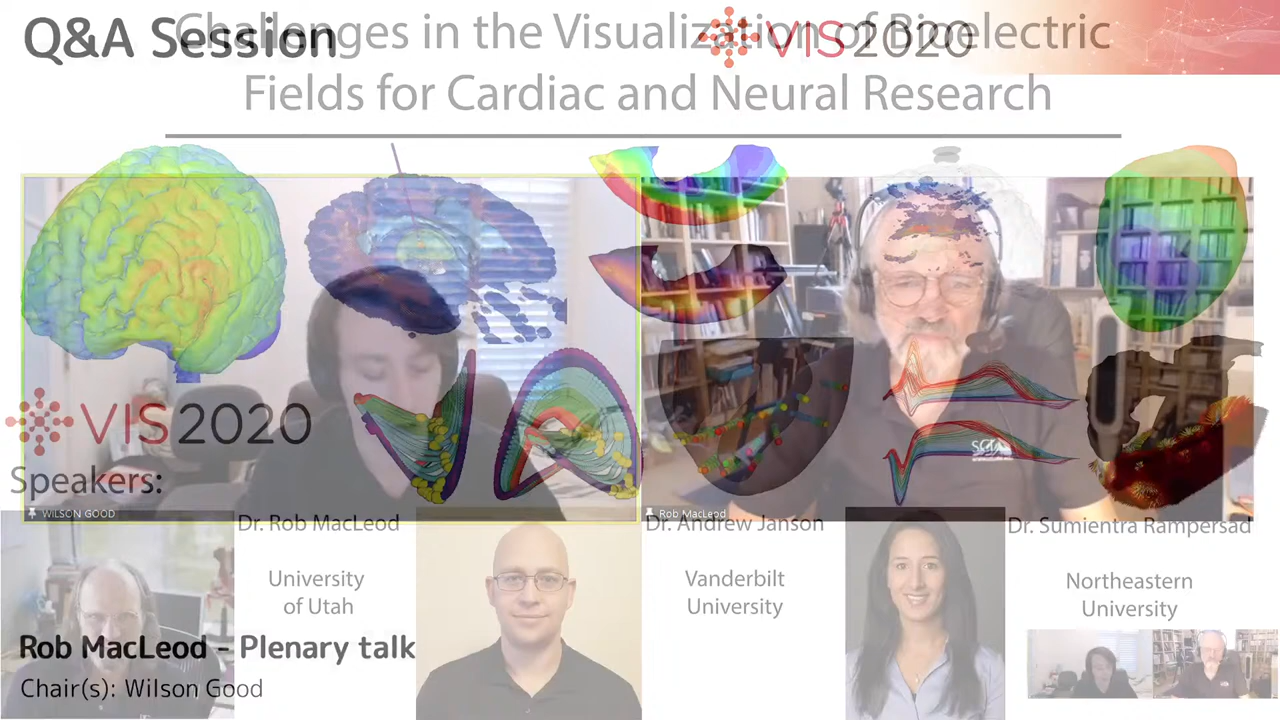 Q&A Session
Challenges in the Visualization of Bioelectric
Fields for Cardiac and Neural Research
VIS2020
VIS2020
Speakers:
WILSON GOOD
Rob MacLeod
Dr. Rob MacLeod
University
of Utah
Dr. Andrew Janson
Vanderbilt
University
Dr. Sumientra Rampersad
Northeastern
University
Rob MacLeod - Plenary talk
Chair(s): Wilson Good